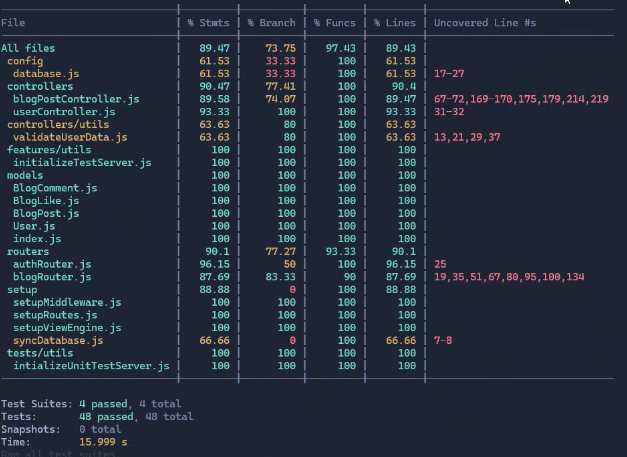 File | % Stmts | % Branch | % Funcs | % Lines | Uncovered Line #s
All files | 89.47 | 73.75 | 97.43 | 89.43 |
config | 61.53 | 33.33 | 100 | 61.53 |
database.js | 61.53 | 33.33 | 100 | 61.53 | 17-27
controllers | 90.47 | 77.41 | 100 | 90.4 |
blogPostController.js | 89.58 | 74.07 | 100 | 89.47 | 67-72,169-170,175,179,214,219
userController.js | 93.33 | 100 | 100 | 93.33 | 31-32
controllers/utils | 63.63 | 80 | 100 | 63.63 |
validateUserData.js | 63.63 | 80 | 100 | 63.63 | 13,21,29,37
features/utils | 100 | 100 | 100 | 100 |
initializeTestServer.js | 100 | 100 | 100 | 100 |
models | 100 | 100 | 100 | 100 |
BlogComment.js | 100 | 100 | 100 | 100 |
BlogLike.js | 100 | 100 | 100 | 100 |
BlogPost.js | 100 | 100 | 100 | 100 |
User.js | 100 | 100 | 100 | 100 |
index.js | 100 | 100 | 100 | 100 |
routers | 90.1 | 77.27 | 93.33 | 90.1 |
authRouter.js | 96.15 | 50 | 100 | 96.15 | 25
blogRouter.js | 87.69 | 83.33 | 90 | 87.69 | 19,35,51,67,80,95,100,134
setup | 88.88 | 0 | 100 | 88.88 |
setupMiddleware.js | 100 | 100 | 100 | 100 |
setupRoutes.js | 100 | 100 | 100 | 100 |
setupViewEngine.js | 100 | 100 | 100 | 100 |
syncDatabase.js | 66.66 | 0 | 100 | 66.66 | 7-8
tests/utils | 100 | 100 | 100 | 100 |
intializeUnitTestServer.js | 100 | 100 | 100 | 100 |
Test Suites: 4 passed, 4 total
Tests: 48 passed, 48 total
Snapshots: 0 total
Time: 15.999 s
Ran all test suites